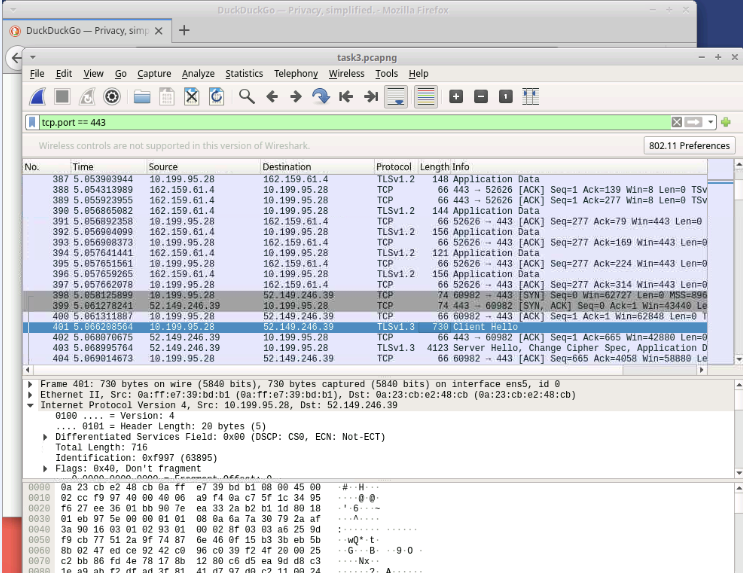 DuckDuckGo — Privacy, simplified. - Mozilla Firefox
DuckDuckGo — Privacy, simp
task3.pcapng
File Edit View Go Capture Analyze Statistics Telephony Wireless Tools Help
tcp.port == 443
Wireless controls are not supported in this version of Wireshark. 802.11 Preferences
No. Time Source Destination Protocol Length Info
387 5.053903944 10.199.95.28 162.159.61.4 TLSv1.2 148 Application Data
388 5.054313989 162.159.61.4 10.199.95.28 TCP 66 443 → 52626 [ACK] Seq=1 Ack=139 Win=8 Len=0 TSv
389 5.055923955 162.159.61.4 10.199.95.28 TCP 66 443 → 52626 [ACK] Seq=1 Ack=277 Win=8 Len=0 TSv
390 5.056865082 162.159.61.4 10.199.95.28 TLSv1.2 144 Application Data
391 5.056892358 10.199.95.28 162.159.61.4 TCP 66 52626 → 443 [ACK] Seq=277 Ack=79 Win=443 Len=0
392 5.056904099 162.159.61.4 10.199.95.28 TLSv1.2 156 Application Data
393 5.056908373 10.199.95.28 162.159.61.4 TCP 66 52626 → 443 [ACK] Seq=277 Ack=169 Win=443 Len=0
394 5.057641441 162.159.61.4 10.199.95.28 TLSv1.2 121 Application Data
395 5.057651561 10.199.95.28 162.159.61.4 TCP 66 52626 → 443 [ACK] Seq=277 Ack=224 Win=443 Len=0
396 5.057659265 162.159.61.4 10.199.95.28 TLSv1.2 156 Application Data
397 5.057662078 10.199.95.28 162.159.61.4 TCP 66 52626 → 443 [ACK] Seq=277 Ack=314 Win=443 Len=0
398 5.058125899 10.199.95.28 52.149.246.39 TCP 74 60982 → 443 [SYN] Seq=0 Win=62727 Len=0 MSS=896
399 5.061278241 52.149.246.39 10.199.95.28 TCP 74 443 → 60982 [SYN, ACK] Seq=0 Ack=1 Win=43440 Le
400 5.061311887 10.199.95.28 52.149.246.39 TCP 66 60982 → 443 [ACK] Seq=1 Ack=1 Win=62848 Len=0 T
401 5.066208564 10.199.95.28 52.149.246.39 TLSv1.3 730 Client Hello
402 5.068070675 52.149.246.39 10.199.95.28 TCP 66 443 → 60982 [ACK] Seq=1 Ack=665 Win=42880 Len=0
403 5.068995764 52.149.246.39 10.199.95.28 TLSv1.3 4123 Server Hello, Change Cipher Spec, Application D
404 5.069014673 10.199.95.28 52.149.246.39 TCP 66 60982 → 443 [ACK] Seq=665 Ack=4058 Win=58880 Le
Frame 401: 730 bytes on wire (5840 bits), 730 bytes captured (5840 bits) on interface ens5, id 0
Ethernet II, Src: 0a:ff:e7:39:bd:b1 (0a:ff:e7:39:bd:b1), Dst: 0a:23:cb:e2:48:cb (0a:23:cb:e2:48:cb)
Internet Protocol Version 4, Src: 10.199.95.28, Dst: 52.149.246.39
0100 .... = Version: 4
.... 0101 = Header Length: 20 bytes (5)
Differentiated Services Field: 0x00 (DSCP: CS0, ECN: Not-ECT)
Total Length: 716
Identification: 0xf997 (63895)
Flags: 0x40, Don't fragment
0000 0a 23 cb e2 48 cb 0a ff e7 39 bd b1 08 00 45 00 ·#··H···
0010 02 cc f9 97 40 00 40 06 a9 f4 0a c7 5f 1c 34 95 ····@·@·
0020 f6 27 ee 36 01 bb 90 7e ea 33 2a b2 b1 1d 80 18 ·'·6···~
0030 01 eb 97 5e 00 00 01 01 08 0a 6a 7a 30 79 2a af ···^····
0040 3a 90 16 03 01 02 93 01 00 02 8f 03 03 a6 25 9d :·······
0050 f9 cb 77 51 2a 9f 74 87 6e 46 0f 15 b3 3b eb 5b ··wQ*·t·
0060 8b 02 47 ed ce 92 42 c0 96 c0 39 f2 4f 20 00 25 ··G···B· ··9·O
0070 c2 bb 86 fd 4e 78 17 8b 12 80 c6 d5 ea 9d d8 c3 ····Nx··